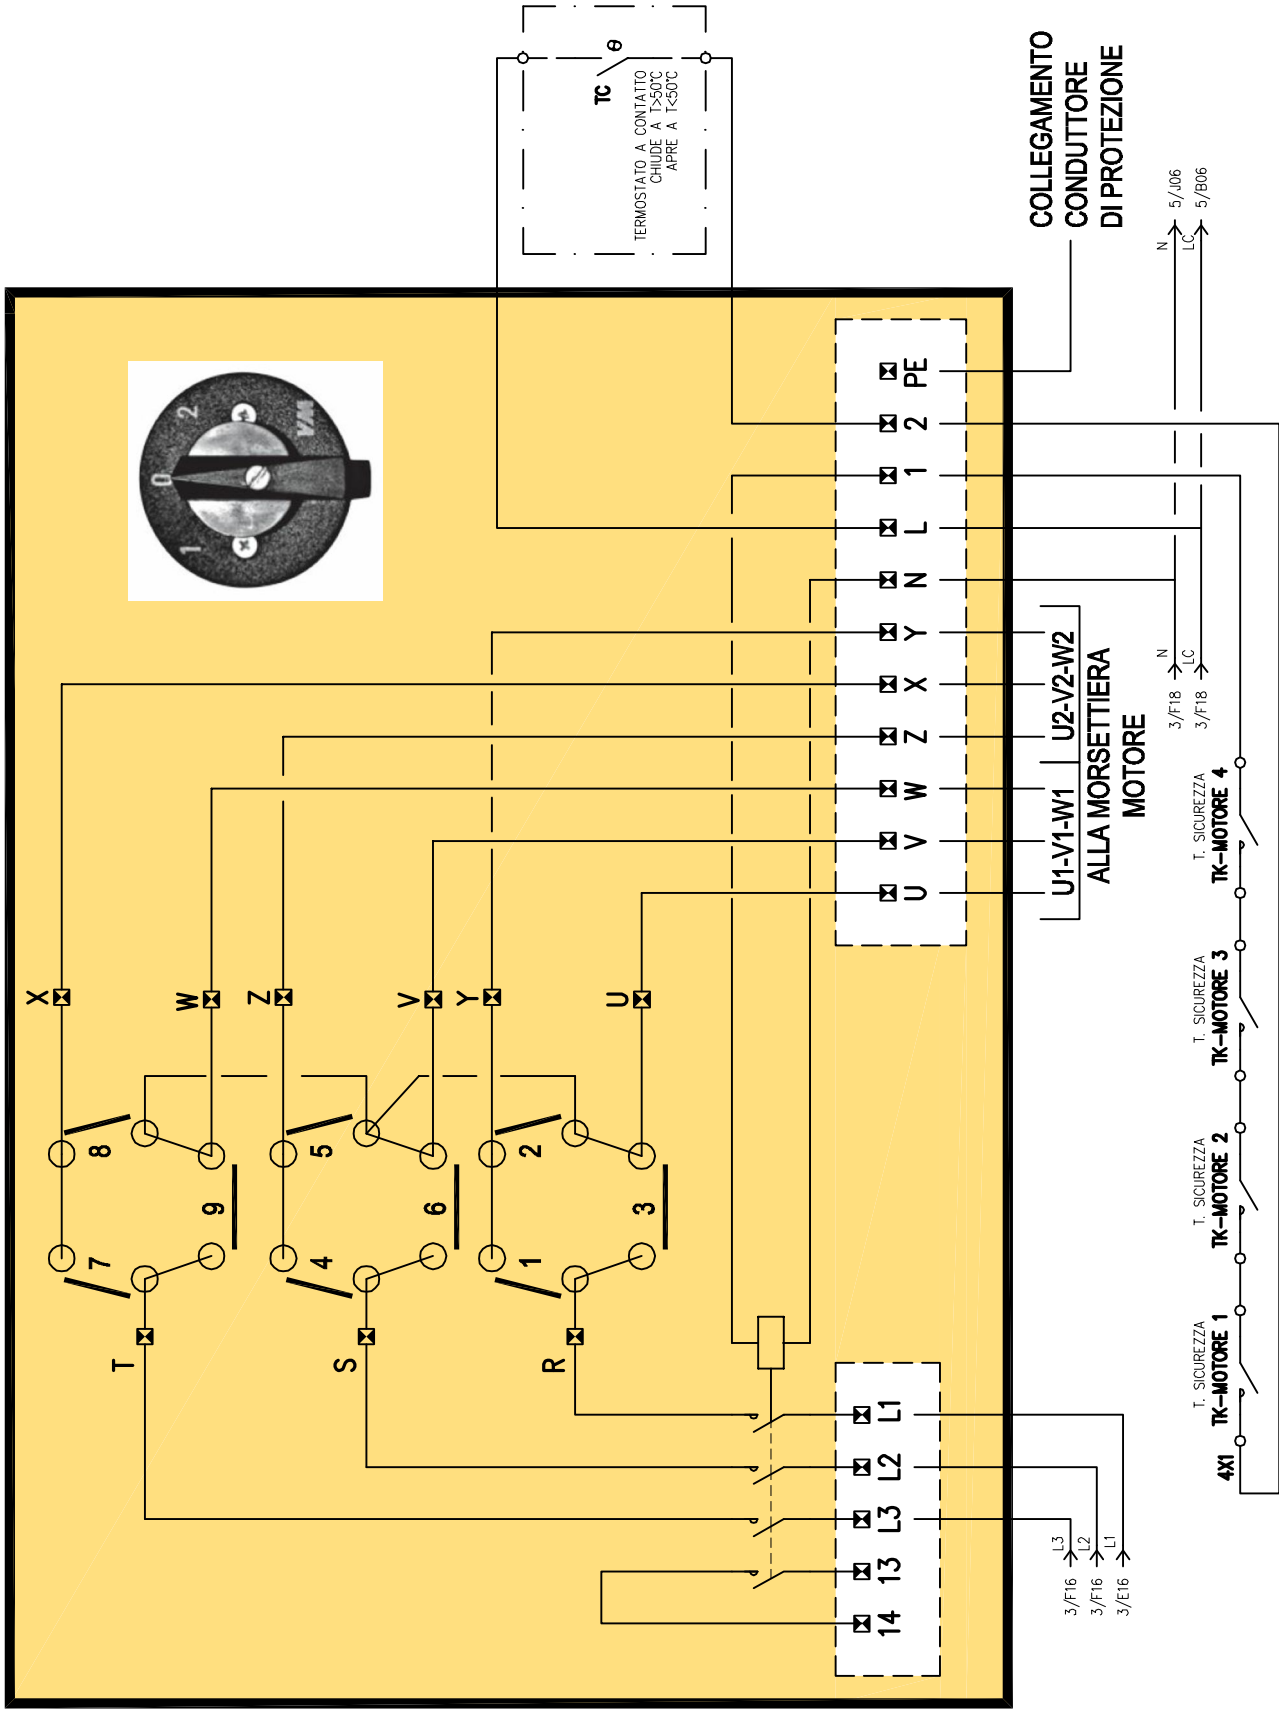 TC
θ
TERMOSTATO A CONTATTO
CHIUDE A T>50°C
APRE A T<50°C
COLLEGAMENTO
CONDUTTORE
DI PROTEZIONE
1
0
2
VM
X
W
Z
V
Y
U
7
8
9
4
5
6
1
2
3
T
S
R
14
13
L3
L2
L1
U
V
W
Z
X
Y
N
L
1
2
PE
U1-V1-W1
U2-V2-W2
ALLA MORSETTIERA
MOTORE
3/F16 L3
3/F16 L2
3/E16 L1
3/F18 N
3/F18 LC
N 5/J06
LC 5/B06
4X1
T. SICUREZZA
TK-MOTORE 1
T. SICUREZZA
TK-MOTORE 2
T. SICUREZZA
TK-MOTORE 3
T. SICUREZZA
TK-MOTORE 4